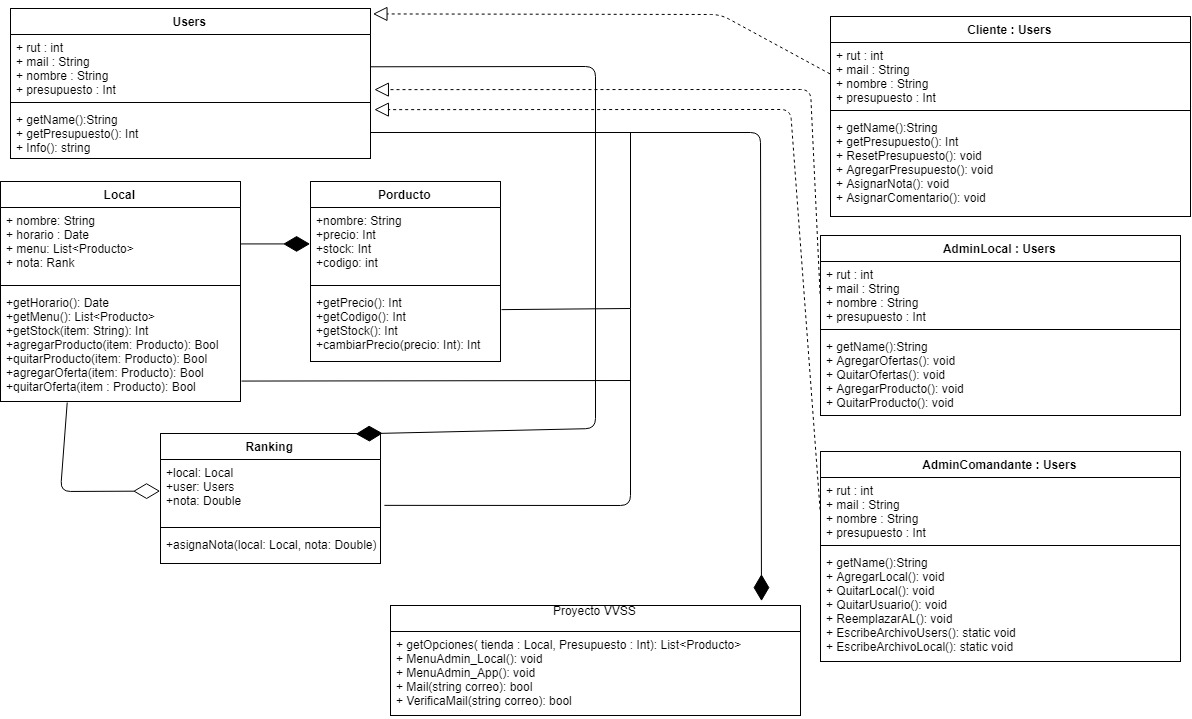 Users
+ rut : int
+ mail : String
+ nombre : String
+ presupuesto : Int
+ getName():String
+ getPresupuesto(): Int
+ Info(): string
Cliente : Users
+ rut : int
+ mail : String
+ nombre : String
+ presupuesto : Int
+ getName():String
+ getPresupuesto(): Int
+ ResetPresupuesto(): void
+ AgregarPresupuesto(): void
+ AsignarNota(): void
+ AsignarComentario(): void
Local
+ nombre: String
+ horario : Date
+ menu: List<Producto>
+ nota: Rank
+getHorario(): Date
+getMenu(): List<Producto>
+getStock(item: String): Int
+agregarProducto(item: Producto): Bool
+quitarProducto(item: Producto): Bool
+agregarOferta(item: Producto): Bool
+quitarOferta(item : Producto): Bool
Porducto
+nombre: String
+precio: Int
+stock: Int
+codigo: int
+getPrecio(): Int
+getCodigo(): Int
+getStock(): Int
+cambiarPrecio(precio: Int): Int
AdminLocal : Users
+ rut : int
+ mail : String
+ nombre : String
+ presupuesto : Int
+ getName():String
+ AgregarOfertas(): void
+ QuitarOfertas(): void
+ AgregarProducto(): void
+ QuitarProducto(): void
Ranking
+local: Local
+user: Users
+nota: Double
+asignaNota(local: Local, nota: Double)
AdminComandante : Users
+ rut : int
+ mail : String
+ nombre : String
+ presupuesto : Int
+ getName():String
+ AgregarLocal(): void
+ QuitarLocal(): void
+ QuitarUsuario(): void
+ ReemplazarAL(): void
+ EscribeArchivoUsers(): static void
+ EscribeArchivoLocal(): static void
Proyecto VVSS
+ getOpciones( tienda : Local, Presupuesto : Int): List<Producto>
+ MenuAdmin_Local(): void
+ MenuAdmin_App(): void
+ Mail(string correo): bool
+ VerificaMail(string correo): bool